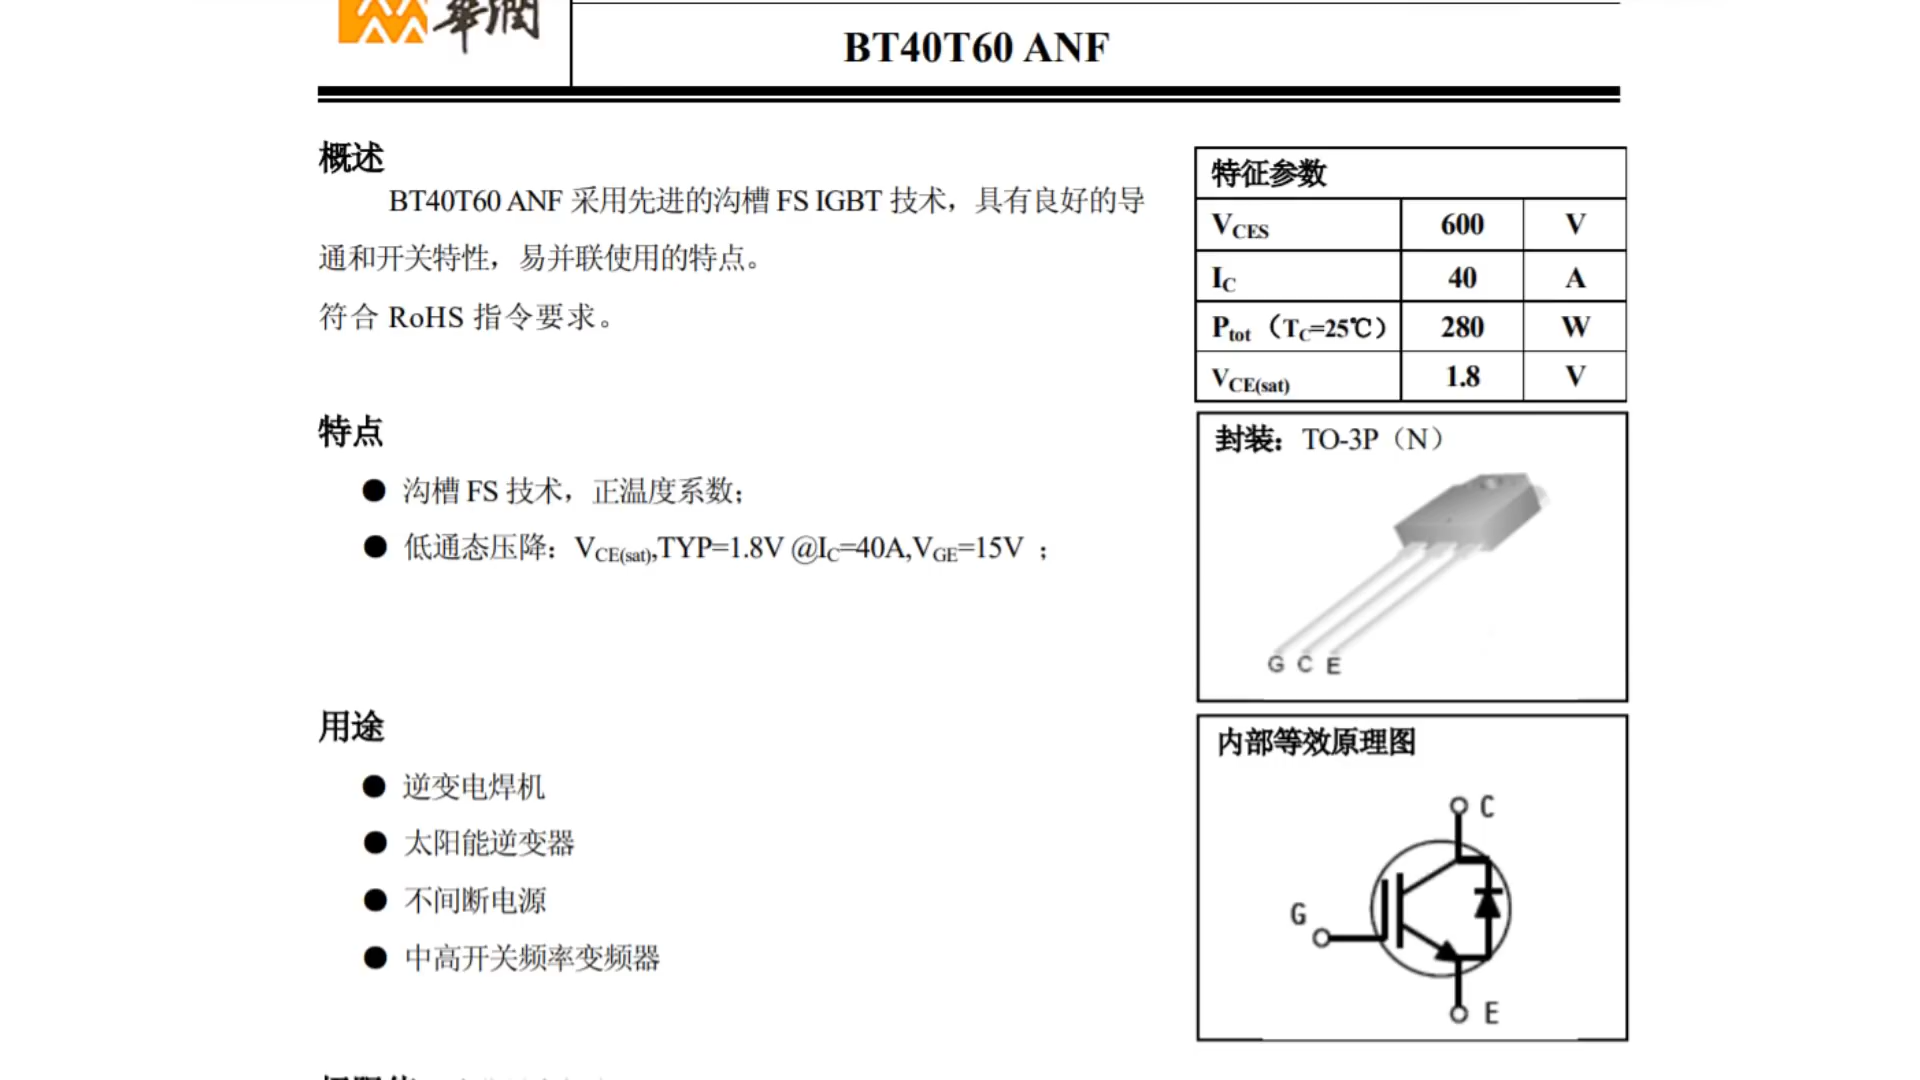 華潤
BT40T60 ANF
概述
BT40T60 ANF 采用先进的沟槽 FS IGBT 技术，具有良好的导
通和开关特性，易并联使用的特点。
符合 RoHS 指令要求。
特征参数
VCES 600 V
IC 40 A
Ptot（TC=25℃） 280 W
VCE(sat) 1.8 V
特点
● 沟槽 FS 技术，正温度系数；
● 低通态压降：VCE(sat),TYP=1.8V @IC=40A,VGE=15V ；
封装：TO-3P（N）
G C E
用途
● 逆变电焊机
● 太阳能逆变器
● 不间断电源
● 中高开关频率变频器
内部等效原理图
C
G
E